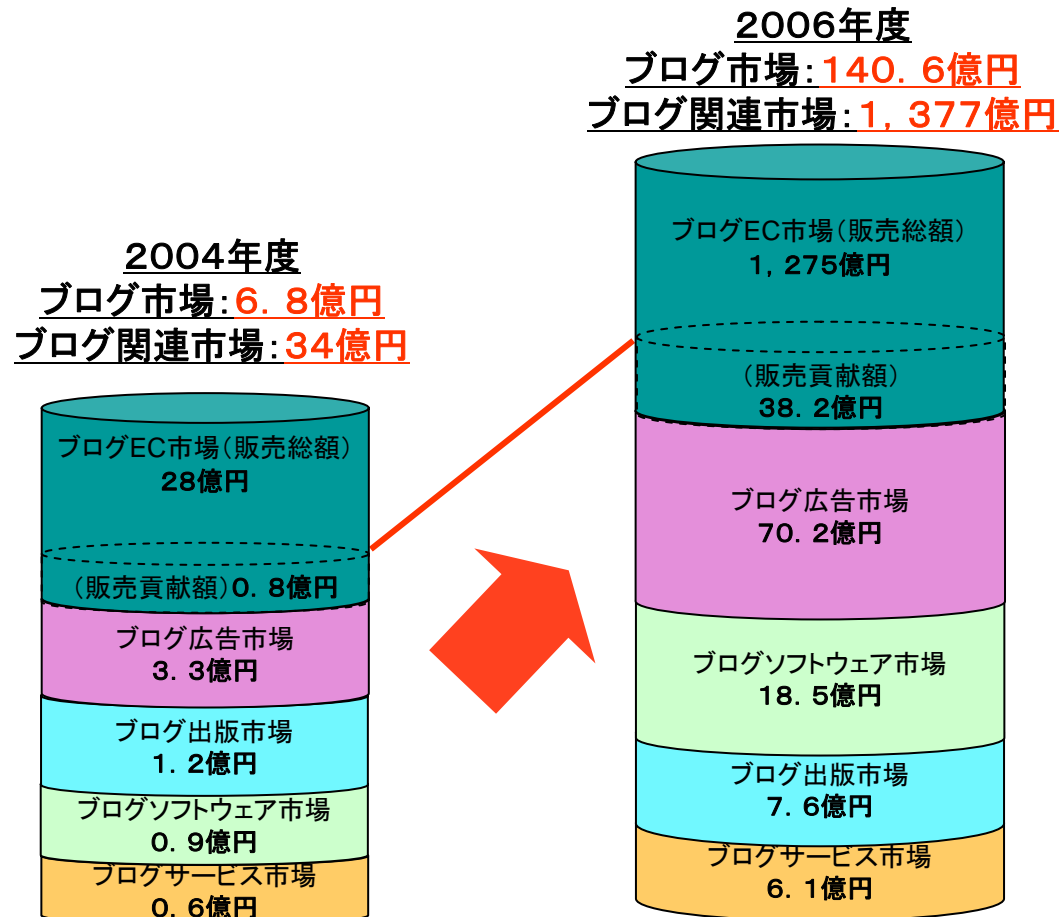 2004年度
ブログ市場:6.8億円
ブログ関連市場:34億円
ブログEC市場(販売総額)
28億円
(販売貢献額)0.8億円
ブログ広告市場
3.3億円
ブログ出版市場
1.2億円
ブログソフトウェア市場
0.9億円
ブログサービス市場
0.6億円
2006年度
ブログ市場:140.6億円
ブログ関連市場:1,377億円
ブログEC市場(販売総額)
1,275億円
(販売貢献額)
38.2億円
ブログ広告市場
70.2億円
ブログソフトウェア市場
18.5億円
ブログ出版市場
7.6億円
ブログサービス市場
6.1億円